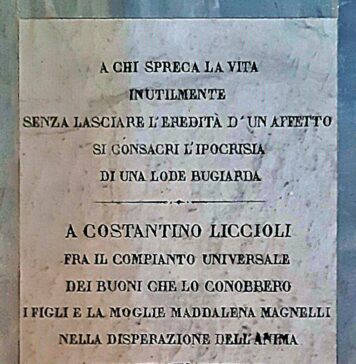 A CHI SPRECA LA VITA
INUTILMENTE
SENZA LASCIARE L'EREDITÀ D'UN AFFETTO
SI CONSACRI L'IPOCRISIA
DI UNA LODE BUGIARDA
A COSTANTINO LICCIOLI
FRA IL COMPIANTO UNIVERSALE
DEI BUONI CHE LO CONOBBERO
I FIGLI E LA MOGLIE MADDALENA MAGNELLI
NELLA DISPERAZIONE DELL'ANIMA